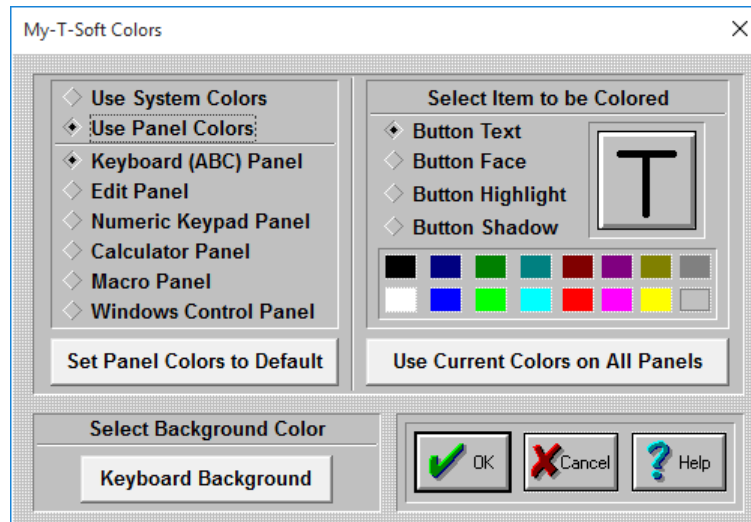 My-T-Soft Colors
Use System Colors
Use Panel Colors
Keyboard (ABC) Panel
Edit Panel
Numeric Keypad Panel
Calculator Panel
Macro Panel
Windows Control Panel
Set Panel Colors to Default
Select Item to be Colored
Button Text
Button Face
Button Highlight
Button Shadow
T
Use Current Colors on All Panels
Select Background Color
Keyboard Background
OK
Cancel
Help